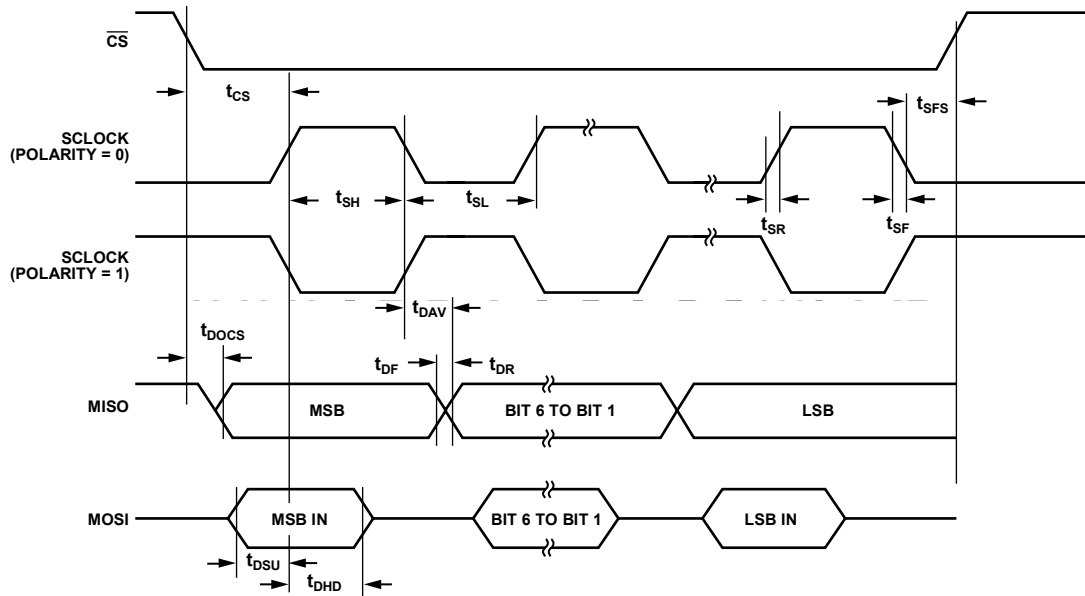 CS
tCS
tSFS
SCLOCK
(POLARITY = 0)
tSH
tSL
tSR
tSF
SCLOCK
(POLARITY = 1)
tDAV
tDOCS
tDF
tDR
MISO
MSB
BIT 6 TO BIT 1
LSB
MOSI
MSB IN
BIT 6 TO BIT 1
LSB IN
tDSU
tDHD